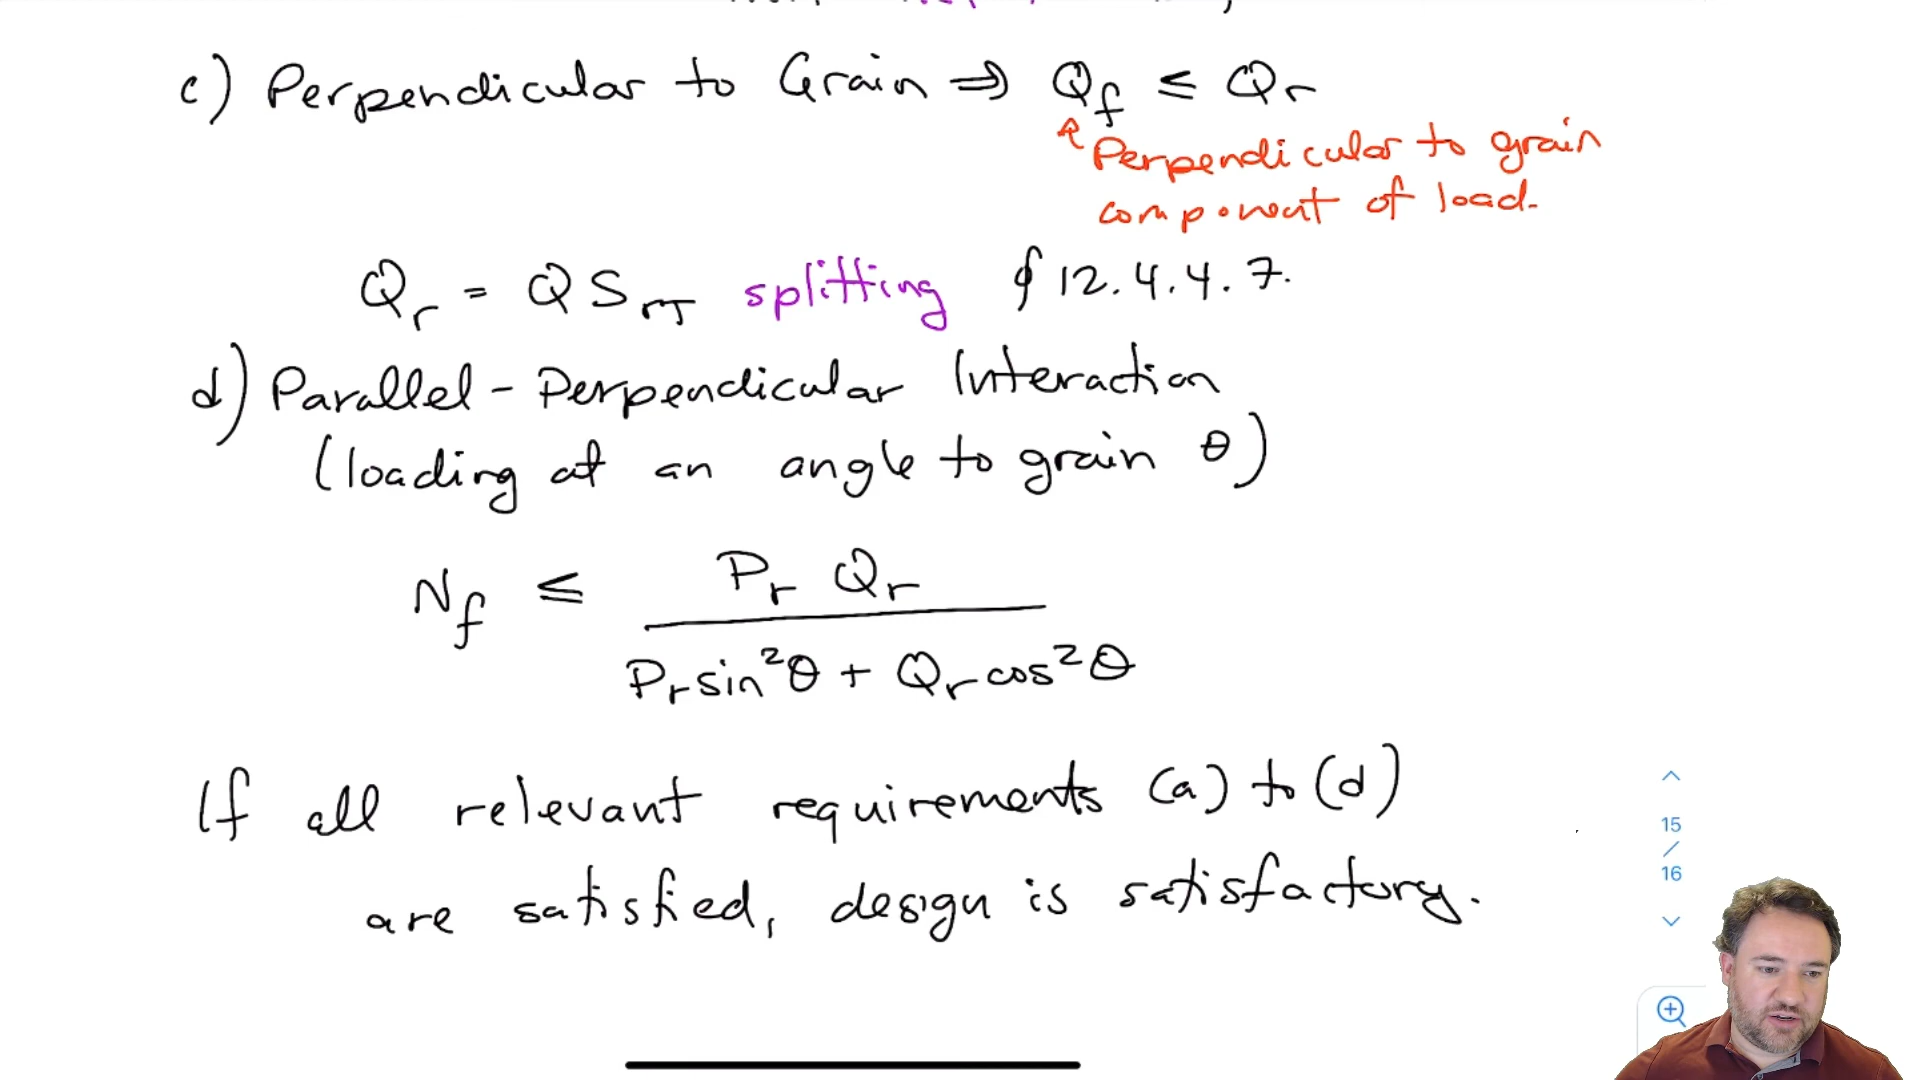 c) Perpendicular to Grain ⇒ Qf ≤ Qr
Perpendicular to grain
component of load.
Qr = QSrT splitting § 12.4.4.7.
d) Parallel - Perpendicular Interaction
(loading at an angle to grain θ)
Nf ≤ Pr Qr / (Pr sin²θ + Qr cos²θ)
If all relevant requirements (a) to (d)
are satisfied, design is satisfactory.
15
/
16